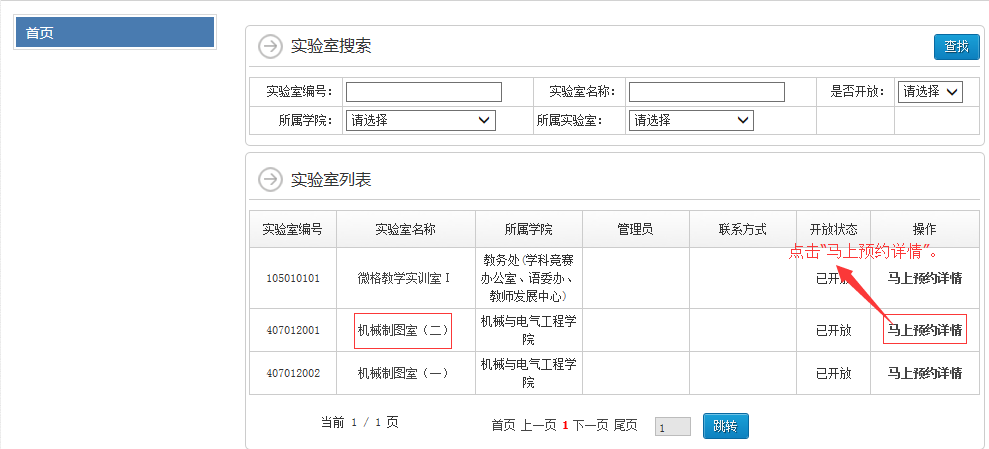 首页
实验室搜索
查找
实验室编号： 实验室名称： 是否开放： 请选择
所属学院： 请选择 所属实验室： 请选择
实验室列表
实验室编号 实验室名称 所属学院 管理员 联系方式 开放状态 操作
点击“马上预约详情”。
105010101 微格教学实训室Ⅰ 教务处(学科竞赛
办公室、语委办、
教师发展中心) 已开放 马上预约详情
407012001 机械制图室（二） 机械与电气工程学
院 已开放 马上预约详情
407012002 机械制图室（一） 机械与电气工程学
院 已开放 马上预约详情
当前 1 / 1 页 首页 上一页 1 下一页 尾页 1 跳转